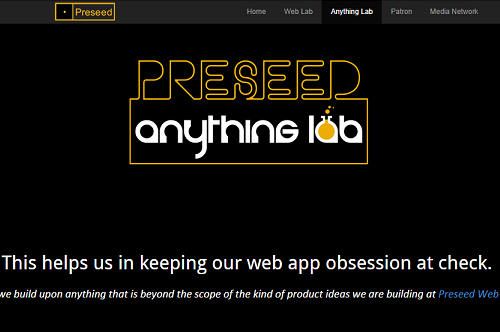 Preseed
Home Web Lab Anything Lab Patron Media Network
PRESEED
anything lab
This helps us in keeping our web app obsession at check.
we build upon anything that is beyond the scope of the kind of product ideas we are building at Preseed Web